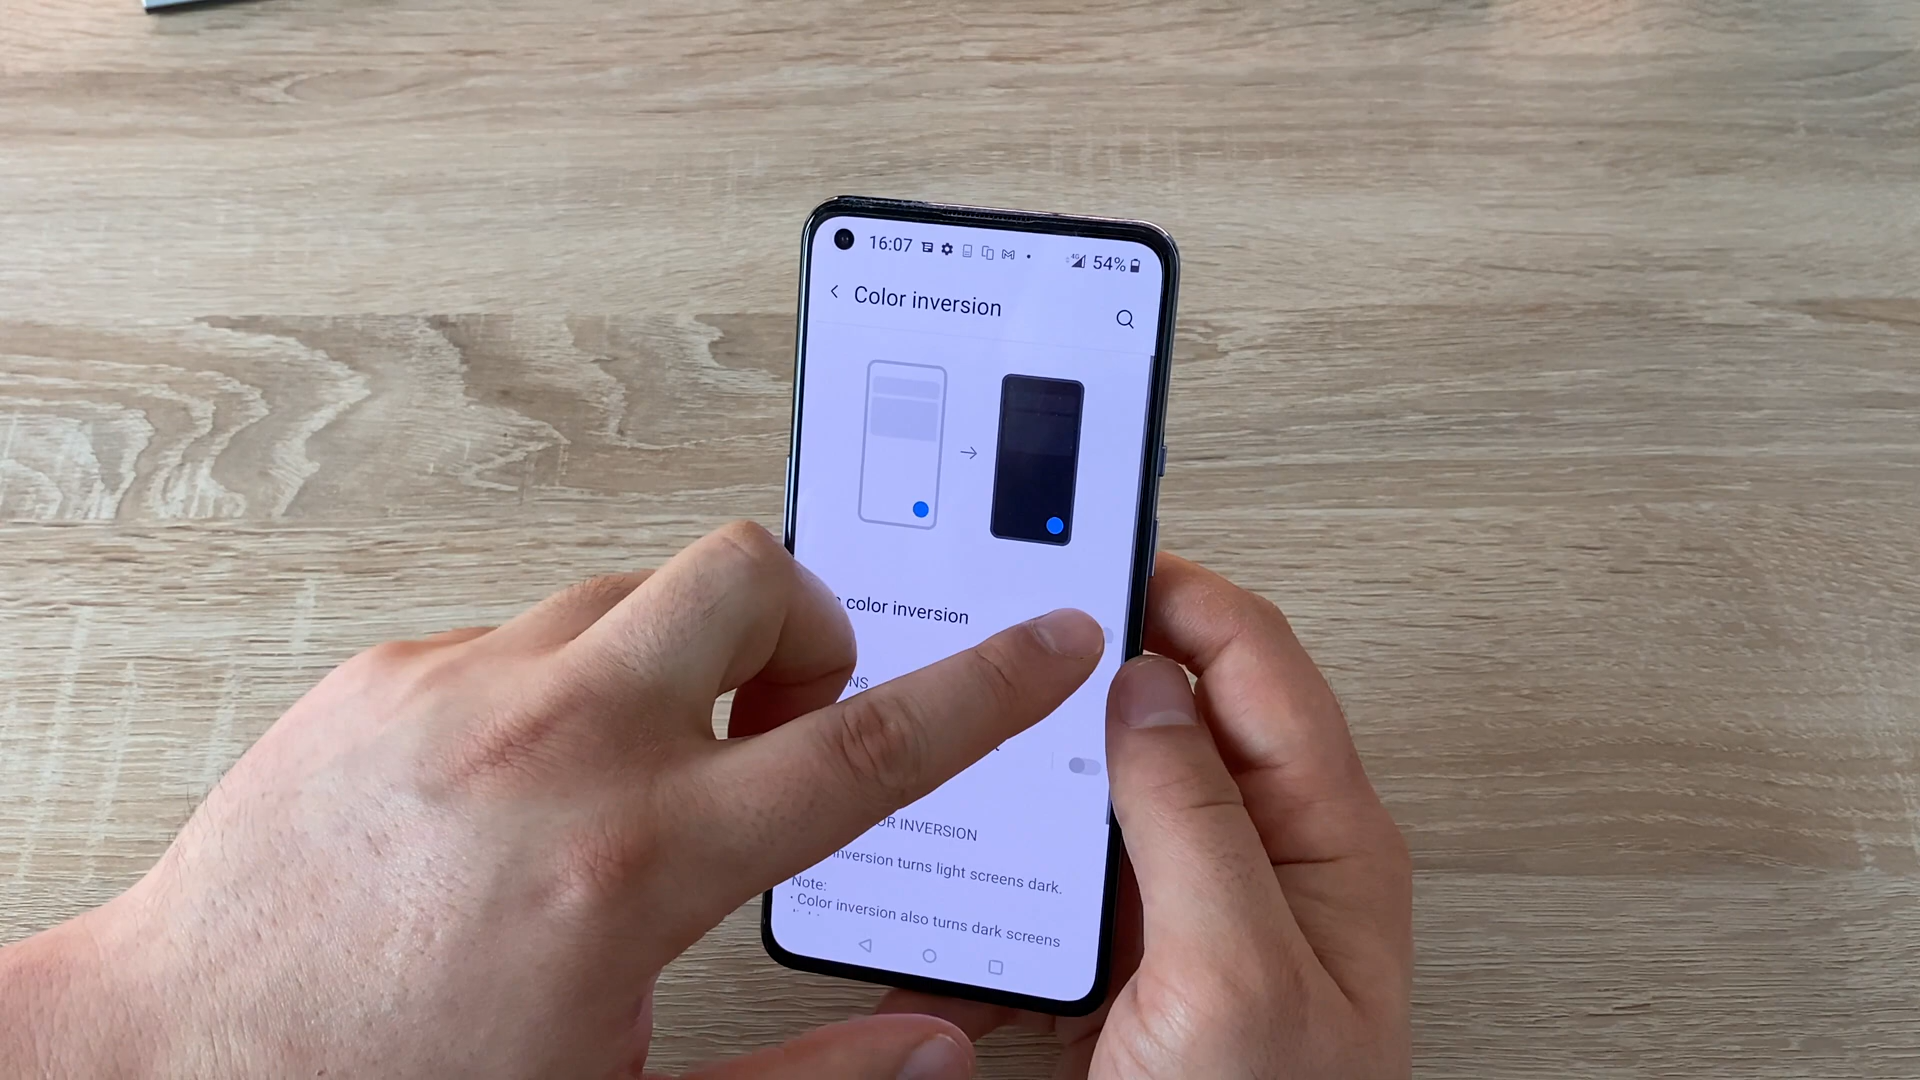 16:07 54%
Color inversion
color inversion
NS
OR INVERSION
inversion turns light screens dark.
Note:
· Color inversion also turns dark screens